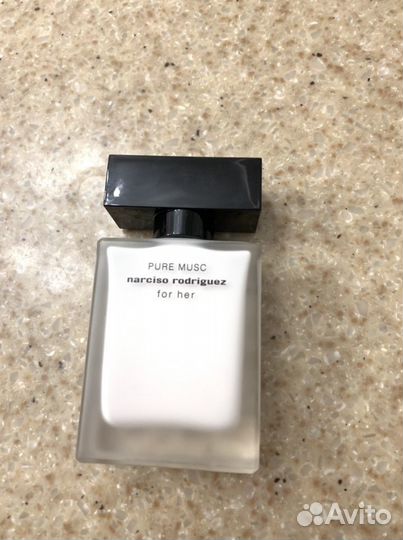 PURE MUSC
narciso rodriguez
for her
Avito